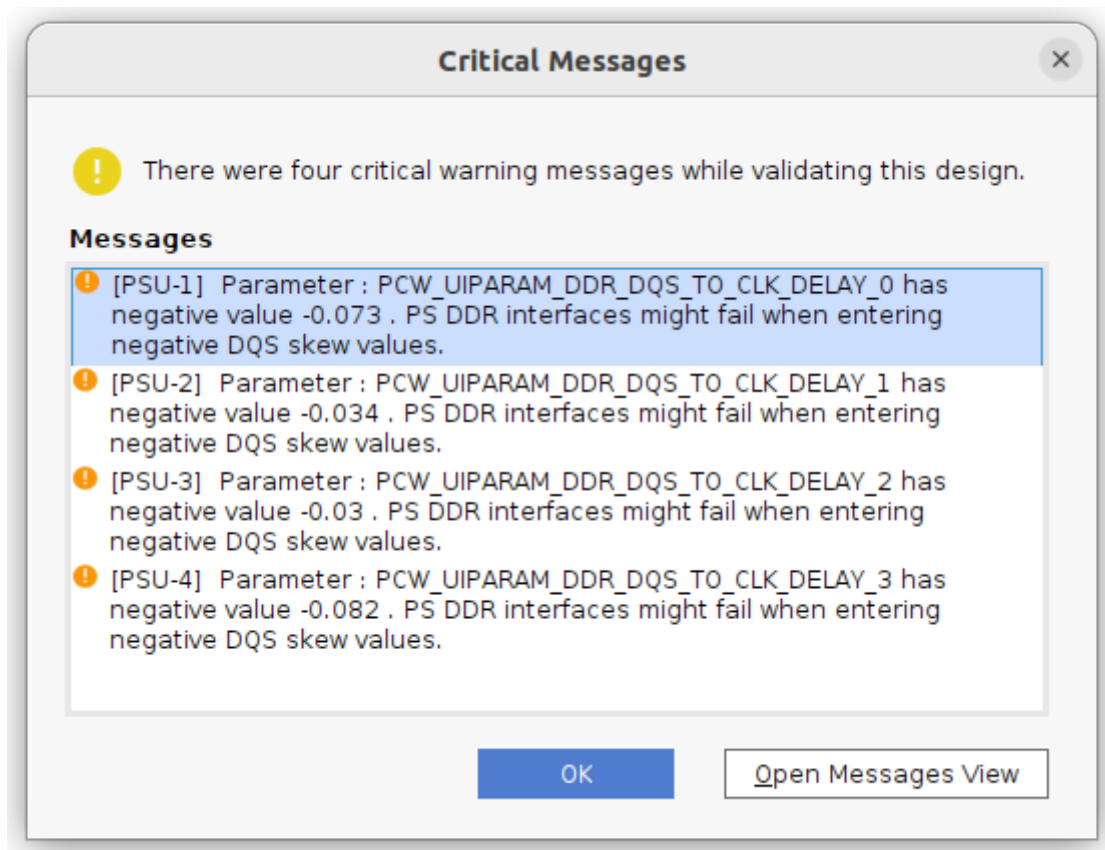 Critical Messages
There were four critical warning messages while validating this design.
Messages
[PSU-1]  Parameter : PCW_UIPARAM_DDR_DQS_TO_CLK_DELAY_0 has
negative value -0.073 . PS DDR interfaces might fail when entering
negative DQS skew values.
[PSU-2]  Parameter : PCW_UIPARAM_DDR_DQS_TO_CLK_DELAY_1 has
negative value -0.034 . PS DDR interfaces might fail when entering
negative DQS skew values.
[PSU-3]  Parameter : PCW_UIPARAM_DDR_DQS_TO_CLK_DELAY_2 has
negative value -0.03 . PS DDR interfaces might fail when entering
negative DQS skew values.
[PSU-4]  Parameter : PCW_UIPARAM_DDR_DQS_TO_CLK_DELAY_3 has
negative value -0.082 . PS DDR interfaces might fail when entering
negative DQS skew values.
OK
Open Messages View